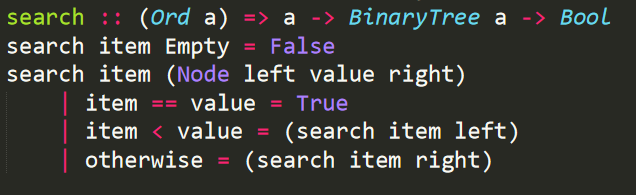 search :: (Ord a) => a -> BinaryTree a -> Bool
search item Empty = False
search item (Node left value right)
    | item == value = True
    | item < value = (search item left)
    | otherwise = (search item right)